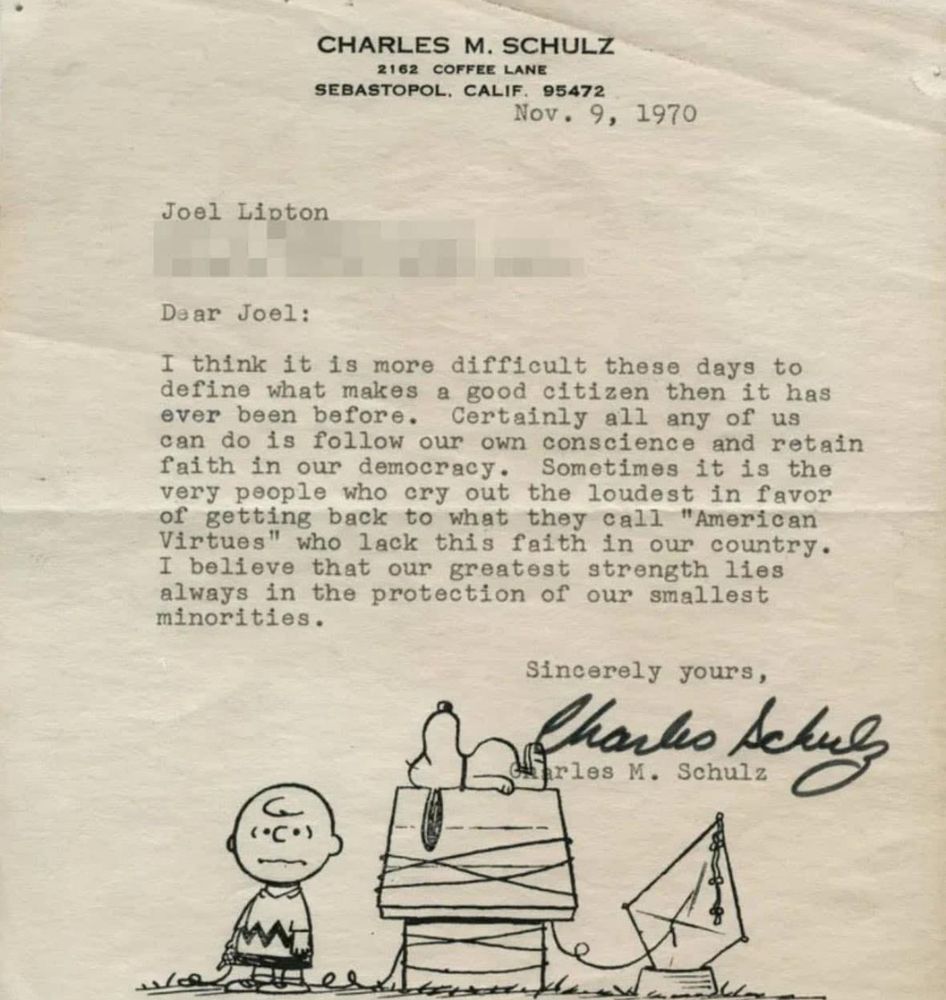 CHARLES M. SCHULZ
2162 COFFEE LANE
SEBASTOPOL, CALIF. 95472
Nov. 9, 1970
Joel Lipton
Dear Joel:
I think it is more difficult these days to
define what makes a good citizen then it has
ever been before. Certainly all any of us
can do is follow our own conscience and retain
faith in our democracy. Sometimes it is the
very people who cry out the loudest in favor
of getting back to what they call "American
Virtues" who lack this faith in our country.
I believe that our greatest strength lies
always in the protection of our smallest
minorities.
Sincerely yours,
Charles Schulz
Charles M. Schulz